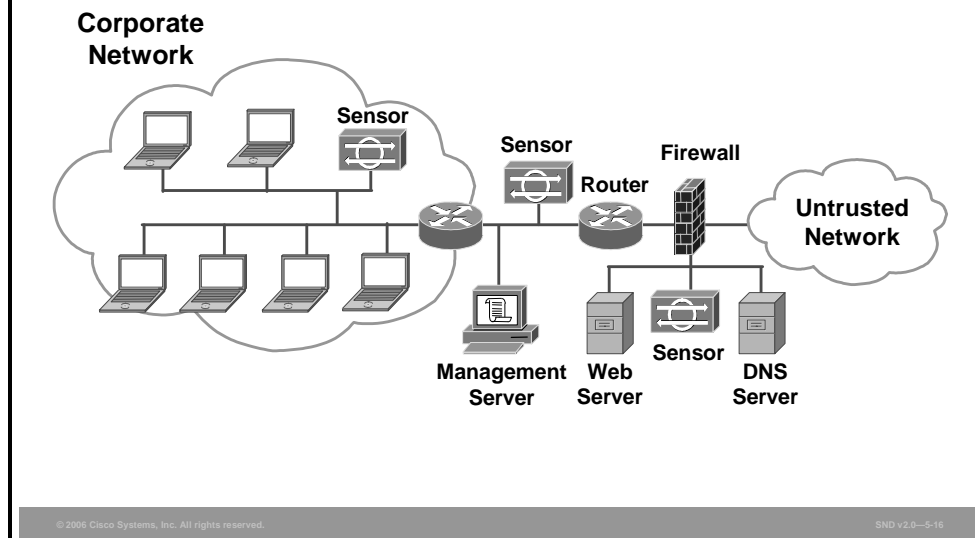 Corporate
Network
Sensor
Sensor
Firewall
Router
Untrusted
Network
Management
Server
Web
Server
Sensor
DNS
Server
© 2006 Cisco Systems, Inc. All rights reserved.
SND v2.0—5-16